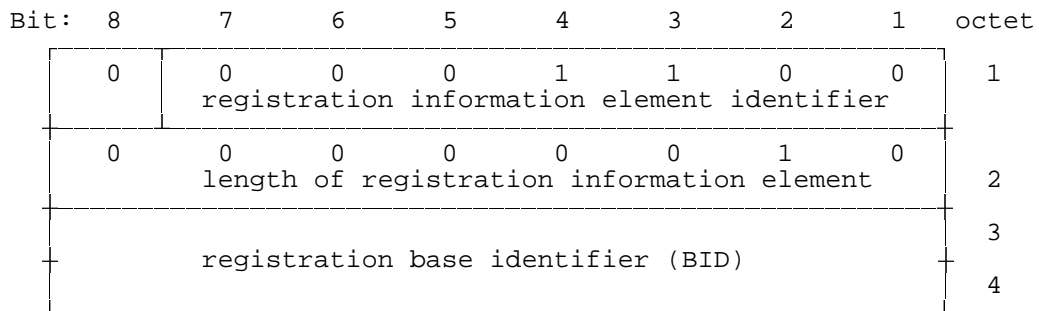 Bit: 8 7 6 5 4 3 2 1 octet
0 0 0 0 1 1 0 0 1
registration information element identifier
0 0 0 0 0 0 1 0
length of registration information element 2
3
registration base identifier (BID)
4